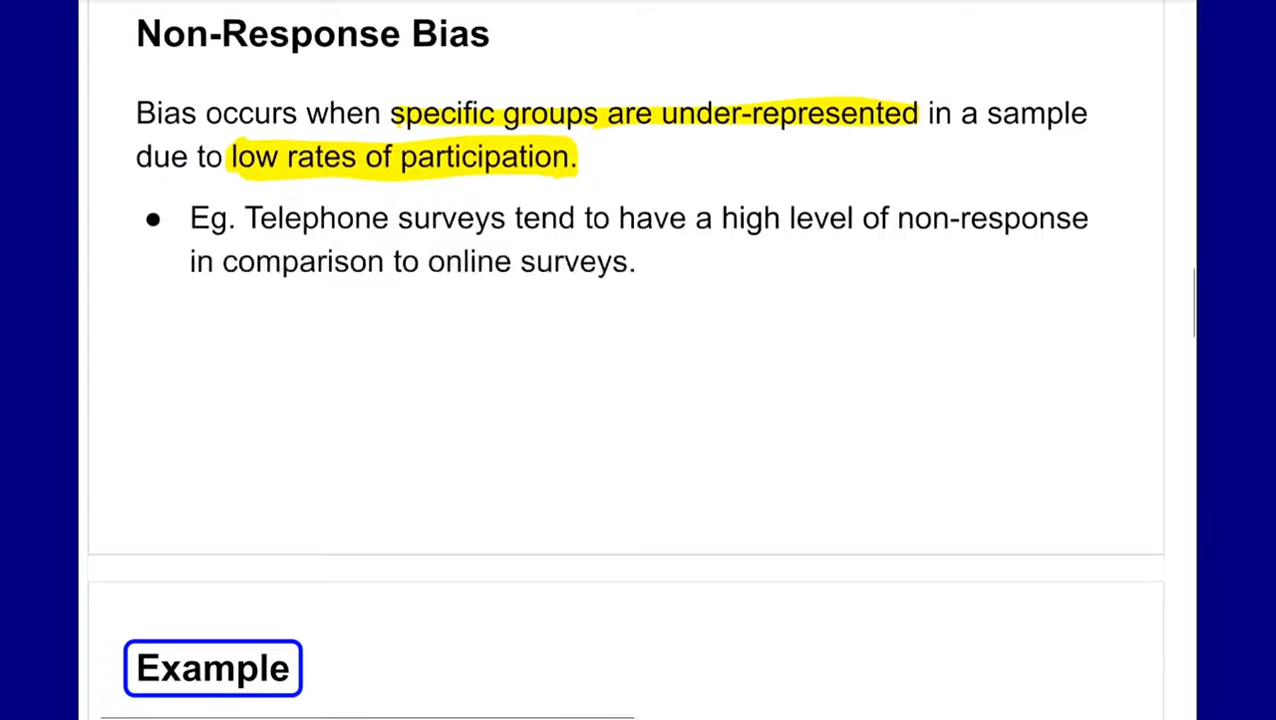 Non-Response Bias
Bias occurs when specific groups are under-represented in a sample
due to low rates of participation.
● Eg. Telephone surveys tend to have a high level of non-response
in comparison to online surveys.
Example